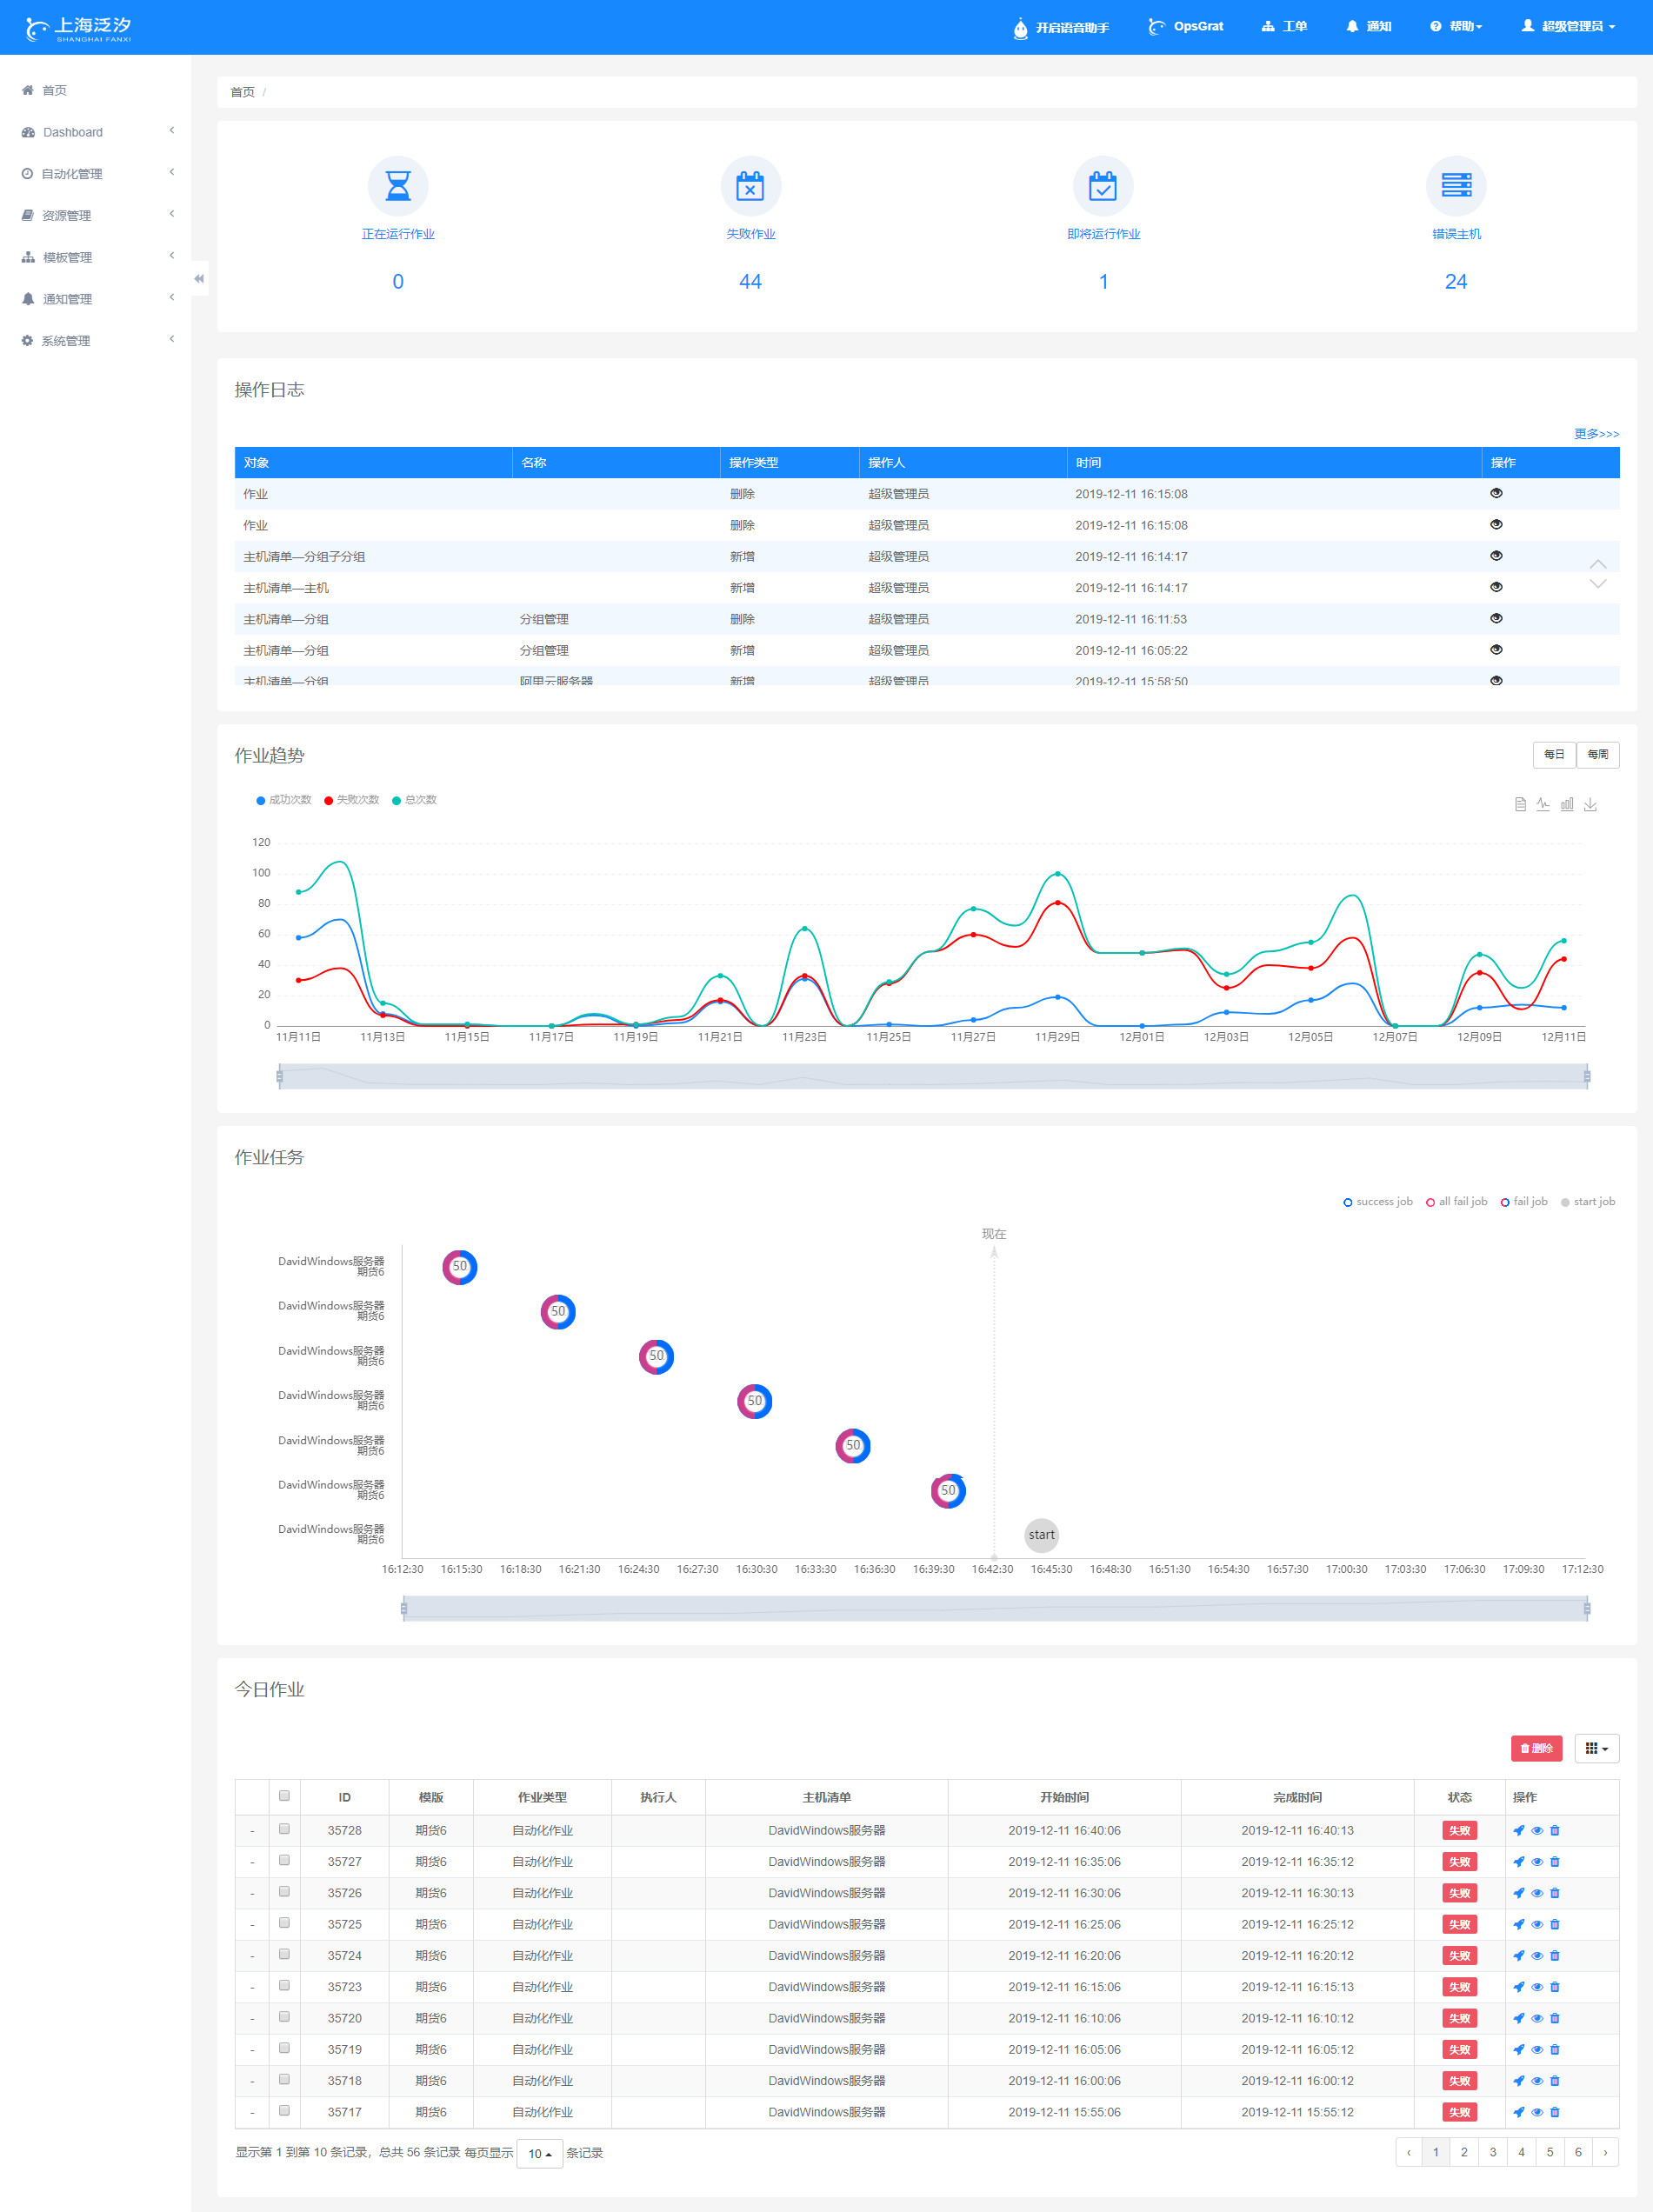 上海泛汐
SHANGHAI FANXI
开启语音助手 OpsGrat 工单 通知 帮助 超级管理员
首页
Dashboard
自动化管理
资源管理
模板管理
通知管理
系统管理
首页 /
正在运行作业 失败作业 即将运行作业 错误主机
0 44 1 24
操作日志
更多>>>
对象 名称 操作类型 操作人 时间 操作
作业 删除 超级管理员 2019-12-11 16:15:08
作业 删除 超级管理员 2019-12-11 16:15:08
主机清单—分组子分组 新增 超级管理员 2019-12-11 16:14:17
主机清单—主机 新增 超级管理员 2019-12-11 16:14:17
主机清单—分组 分组管理 删除 超级管理员 2019-12-11 16:11:53
主机清单—分组 分组管理 新增 超级管理员 2019-12-11 16:05:22
主机清单—分组 阿里云服务器 新增 超级管理员 2019-12-11 15:58:50
作业趋势
每日 每周
成功次数 失败次数 总次数
120
100
80
60
40
20
0
11月11日 11月13日 11月15日 11月17日 11月19日 11月21日 11月23日 11月25日 11月27日 11月29日 12月01日 12月03日 12月05日 12月07日 12月09日 12月11日
作业任务
success job all fail job fail job start job
现在
DavidWindows服务器
期货6
50
DavidWindows服务器
期货6
50
DavidWindows服务器
期货6
50
DavidWindows服务器
期货6
50
DavidWindows服务器
期货6
50
DavidWindows服务器
期货6
50
DavidWindows服务器
期货6
start
16:12:30 16:15:30 16:18:30 16:21:30 16:24:30 16:27:30 16:30:30 16:33:30 16:36:30 16:39:30 16:42:30 16:45:30 16:48:30 16:51:30 16:54:30 16:57:30 17:00:30 17:03:30 17:06:30 17:09:30 17:12:30
今日作业
删除
ID 模版 作业类型 执行人 主机清单 开始时间 完成时间 状态 操作
- 35728 期货6 自动化作业 DavidWindows服务器 2019-12-11 16:40:06 2019-12-11 16:40:13 失败
- 35727 期货6 自动化作业 DavidWindows服务器 2019-12-11 16:35:06 2019-12-11 16:35:12 失败
- 35726 期货6 自动化作业 DavidWindows服务器 2019-12-11 16:30:06 2019-12-11 16:30:13 失败
- 35725 期货6 自动化作业 DavidWindows服务器 2019-12-11 16:25:06 2019-12-11 16:25:12 失败
- 35724 期货6 自动化作业 DavidWindows服务器 2019-12-11 16:20:06 2019-12-11 16:20:12 失败
- 35723 期货6 自动化作业 DavidWindows服务器 2019-12-11 16:15:06 2019-12-11 16:15:13 失败
- 35720 期货6 自动化作业 DavidWindows服务器 2019-12-11 16:10:06 2019-12-11 16:10:12 失败
- 35719 期货6 自动化作业 DavidWindows服务器 2019-12-11 16:05:06 2019-12-11 16:05:12 失败
- 35718 期货6 自动化作业 DavidWindows服务器 2019-12-11 16:00:06 2019-12-11 16:00:12 失败
- 35717 期货6 自动化作业 DavidWindows服务器 2019-12-11 15:55:06 2019-12-11 15:55:12 失败
显示第 1 到第 10 条记录，总共 56 条记录 每页显示 10 条记录
‹ 1 2 3 4 5 6 ›